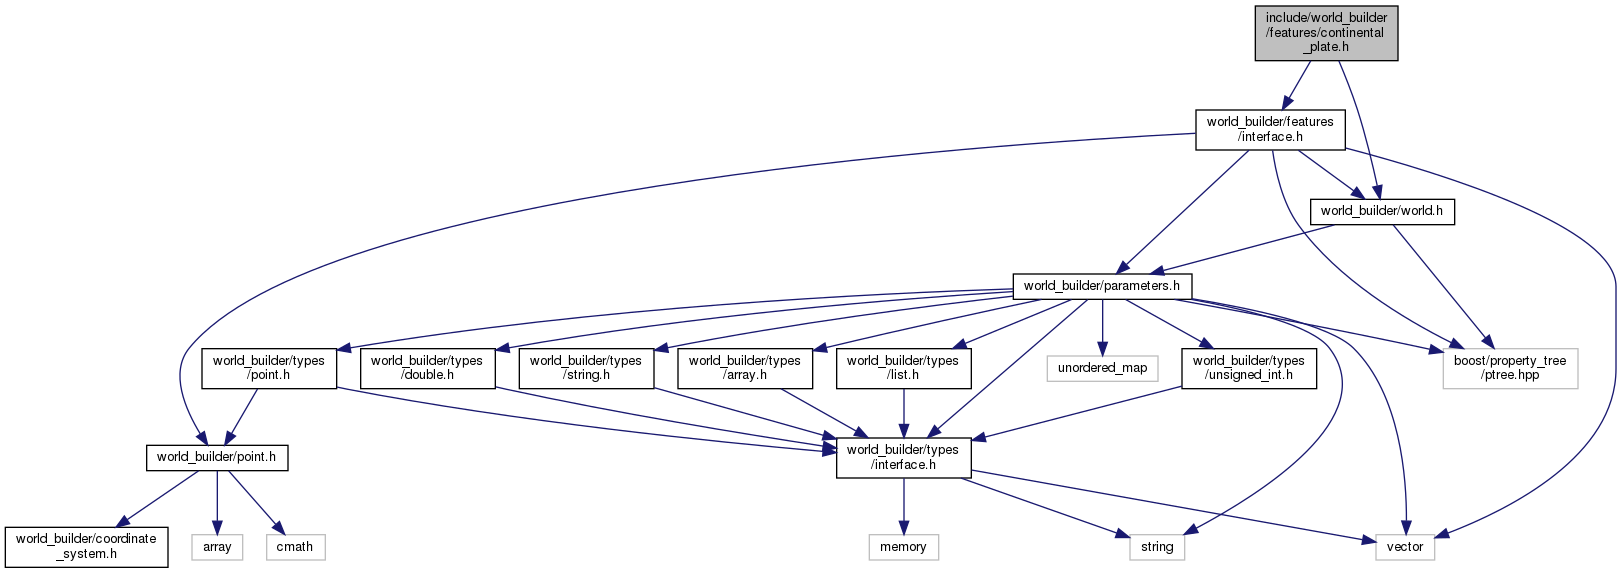 include/world_builder
/features/continental
_plate.h
world_builder/features
/interface.h
world_builder/world.h
world_builder/parameters.h
world_builder/types
/point.h
world_builder/types
/double.h
world_builder/types
/string.h
world_builder/types
/array.h
world_builder/types
/list.h
unordered_map
world_builder/types
/unsigned_int.h
boost/property_tree
/ptree.hpp
world_builder/point.h
world_builder/types
/interface.h
world_builder/coordinate
_system.h
array
cmath
memory
string
vector